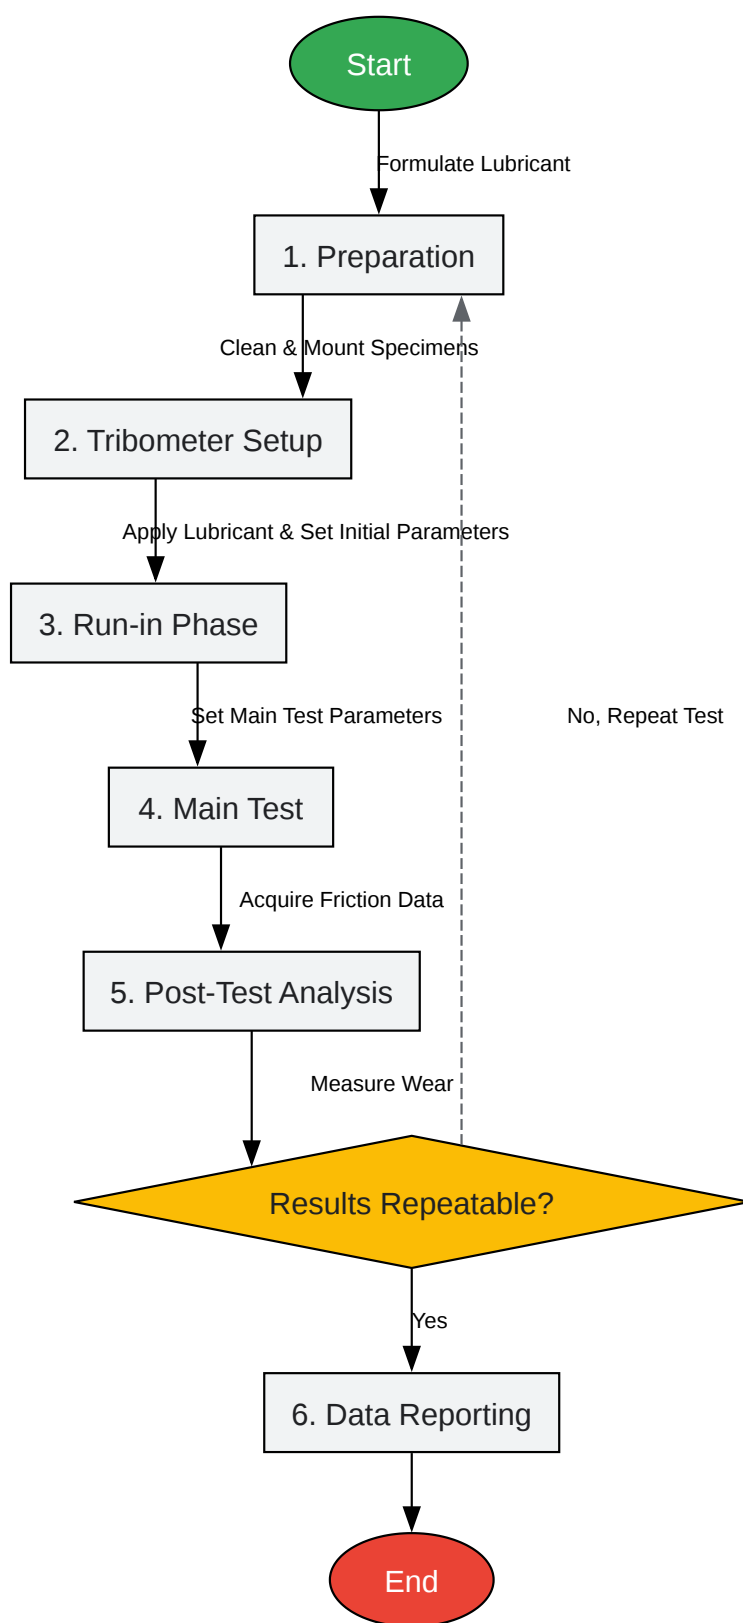 Start
Formulate Lubricant
1. Preparation
Clean & Mount Specimens
2. Tribometer Setup
Apply Lubricant & Set Initial Parameters
3. Run-in Phase
Set Main Test Parameters
No, Repeat Test
4. Main Test
Acquire Friction Data
5. Post-Test Analysis
Measure Wear
Results Repeatable?
Yes
6. Data Reporting
End